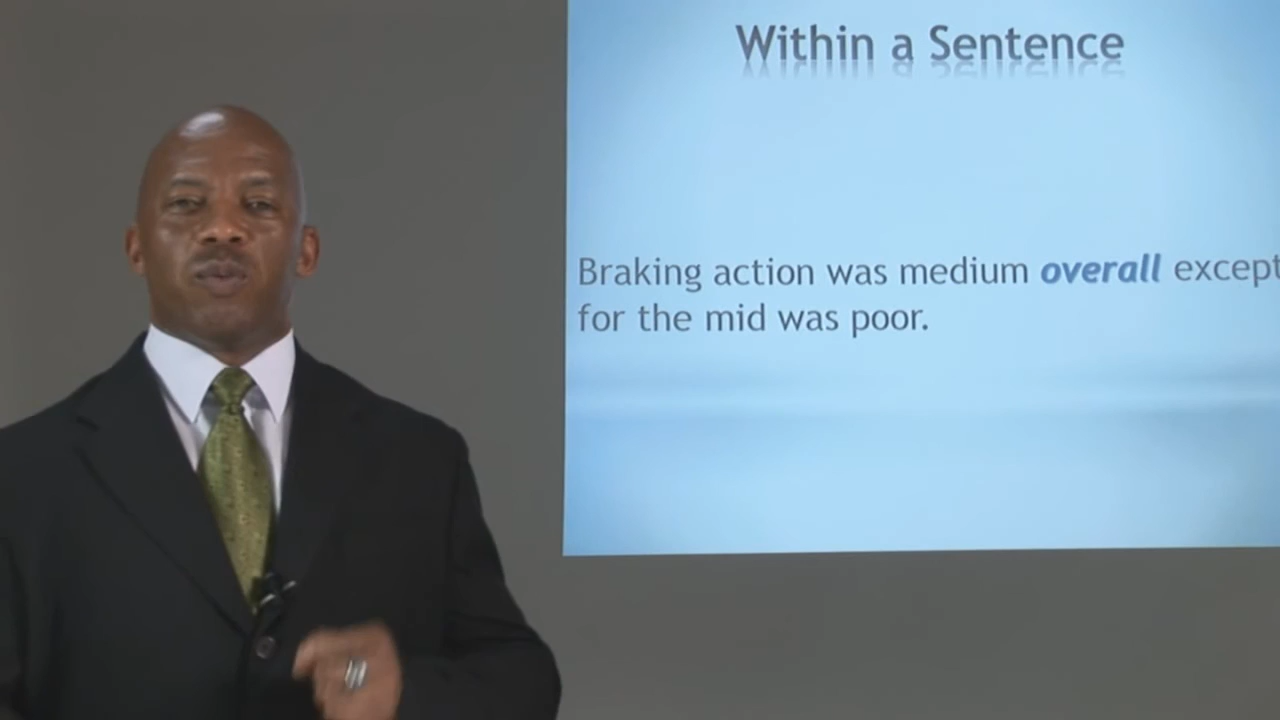 Within a Sentence
Braking action was medium overall except
for the mid was poor.